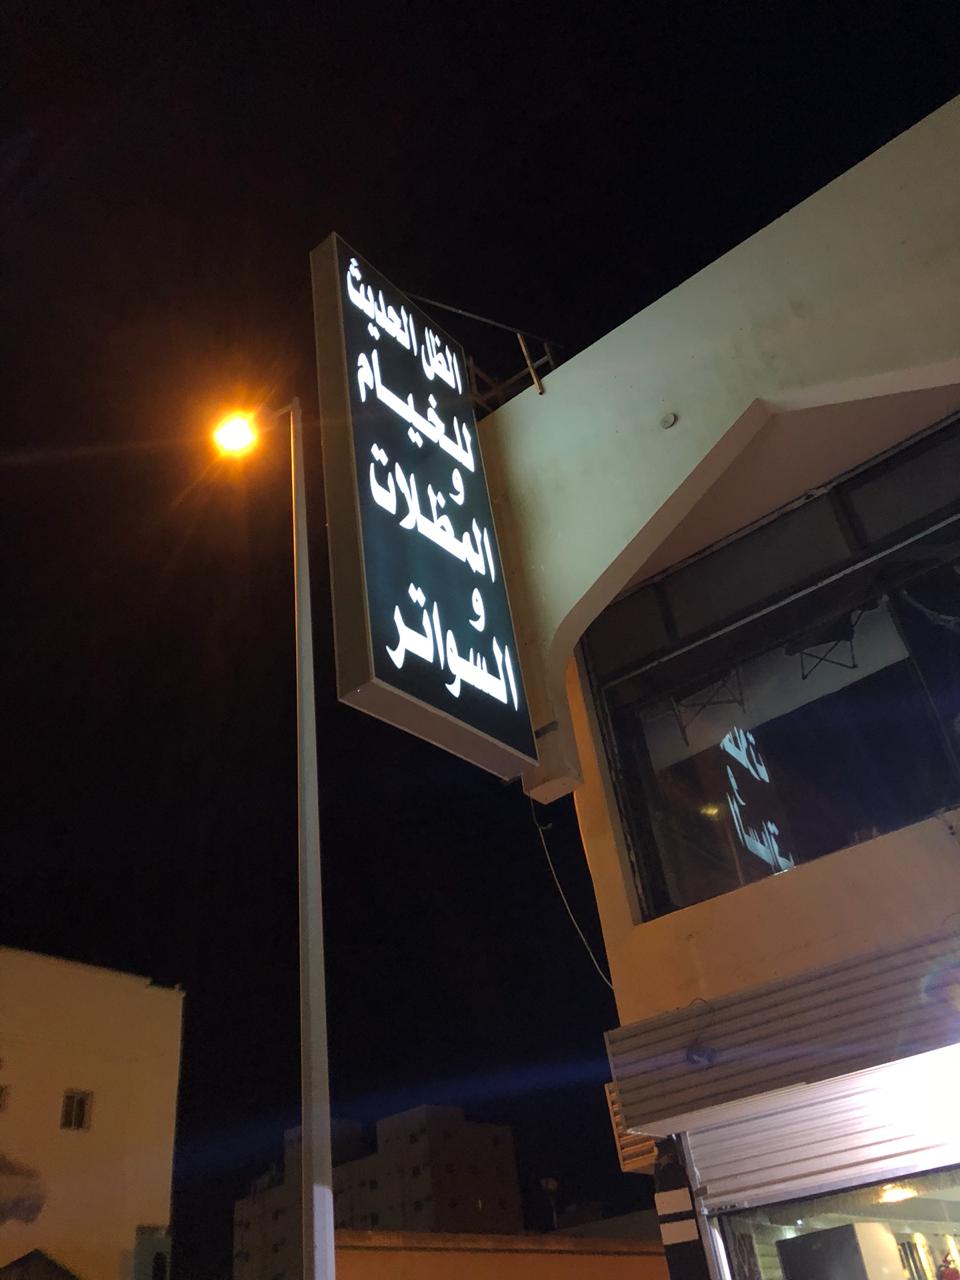 الظل الحديث
للخيام
و
المظلات
و
السواتر